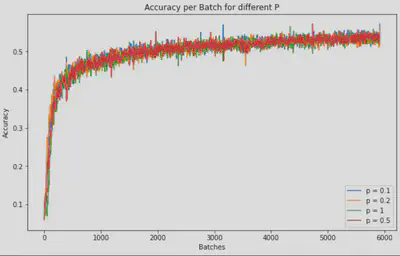 Accuracy per Batch for different P
Accuracy
0.5
0.4
0.3
0.2
0.1
0
1000
2000
3000
4000
5000
6000
Batches
p = 0.1
p = 0.2
p = 1
p = 0.5